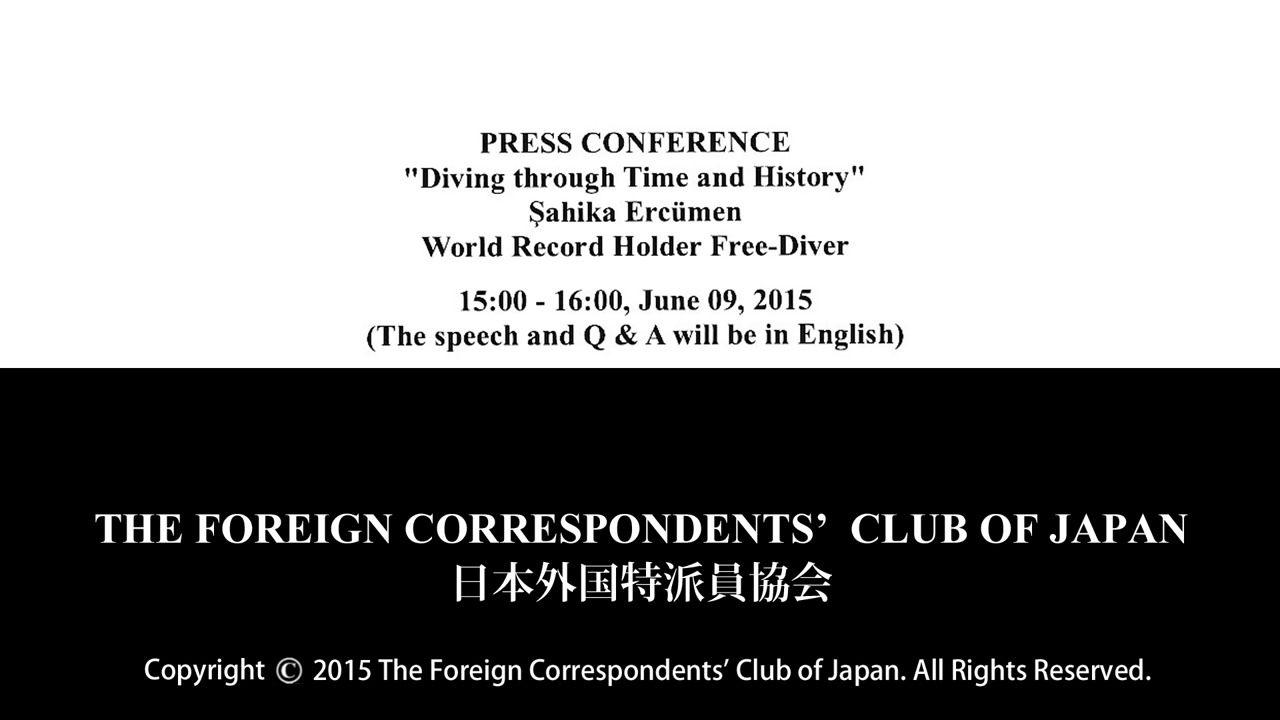 PRESS CONFERENCE
"Diving through Time and History"
Şahika Ercümen
World Record Holder Free-Diver
15:00 - 16:00, June 09, 2015
(The speech and Q & A will be in English)
THE FOREIGN CORRESPONDENTS’ CLUB OF JAPAN
日本外国特派員協会
Copyright © 2015 The Foreign Correspondents’ Club of Japan. All Rights Reserved.